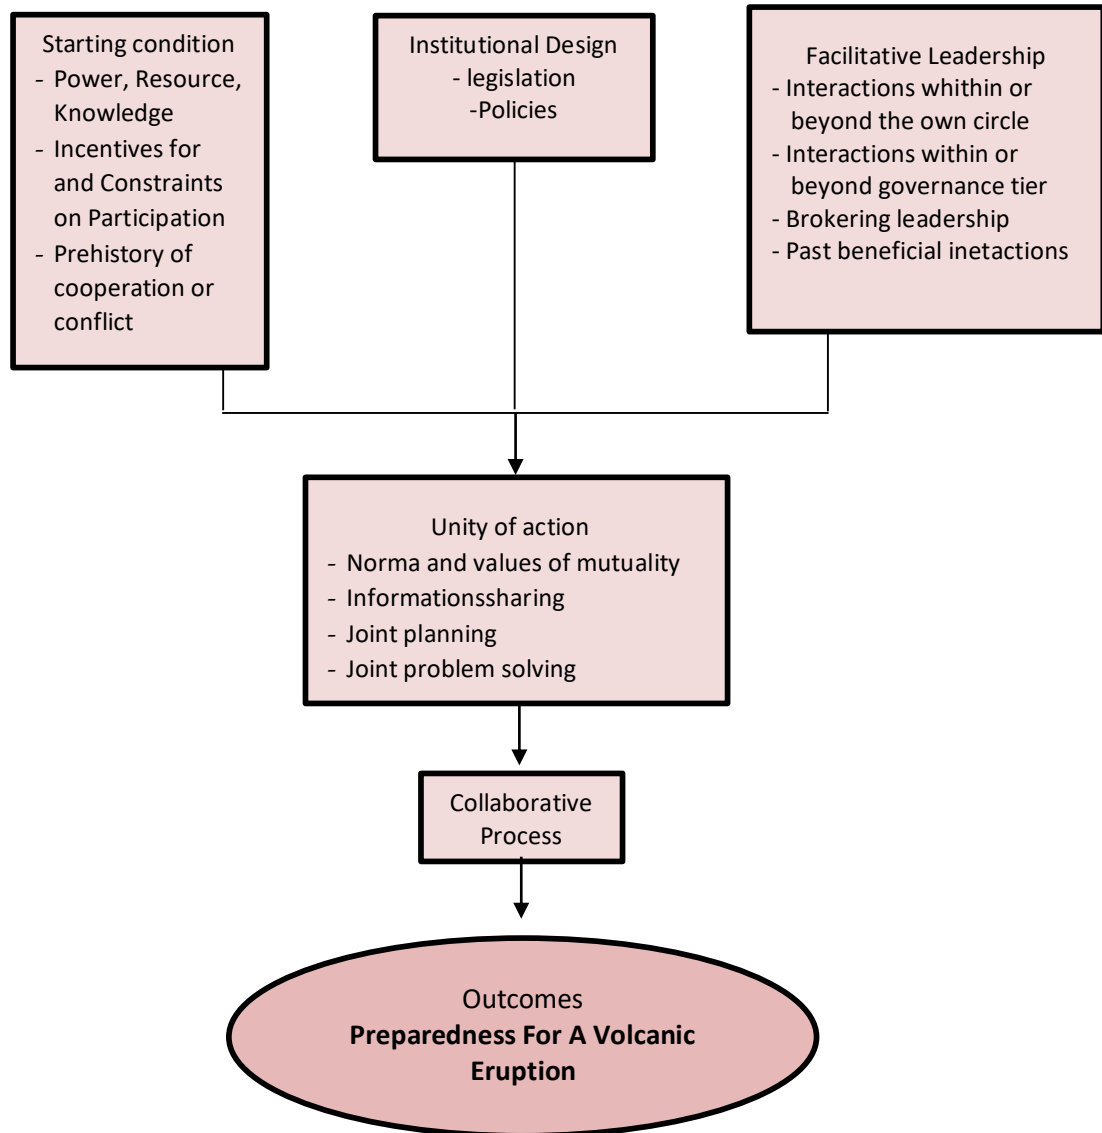 Starting condition
- Power, Resource,
Knowledge
- Incentives for
and Constraints
on Participation
- Prehistory of
cooperation or
conflict
Institutional Design
- legislation
-Policies
Facilitative Leadership
- Interactions whithin or
beyond the own circle
- Interactions within or
beyond governance tier
- Brokering leadership
- Past beneficial inetactions
Unity of action
- Norma and values of mutuality
- Informationssharing
- Joint planning
- Joint problem solving
Collaborative
Process
Outcomes
Preparedness For A Volcanic
Eruption